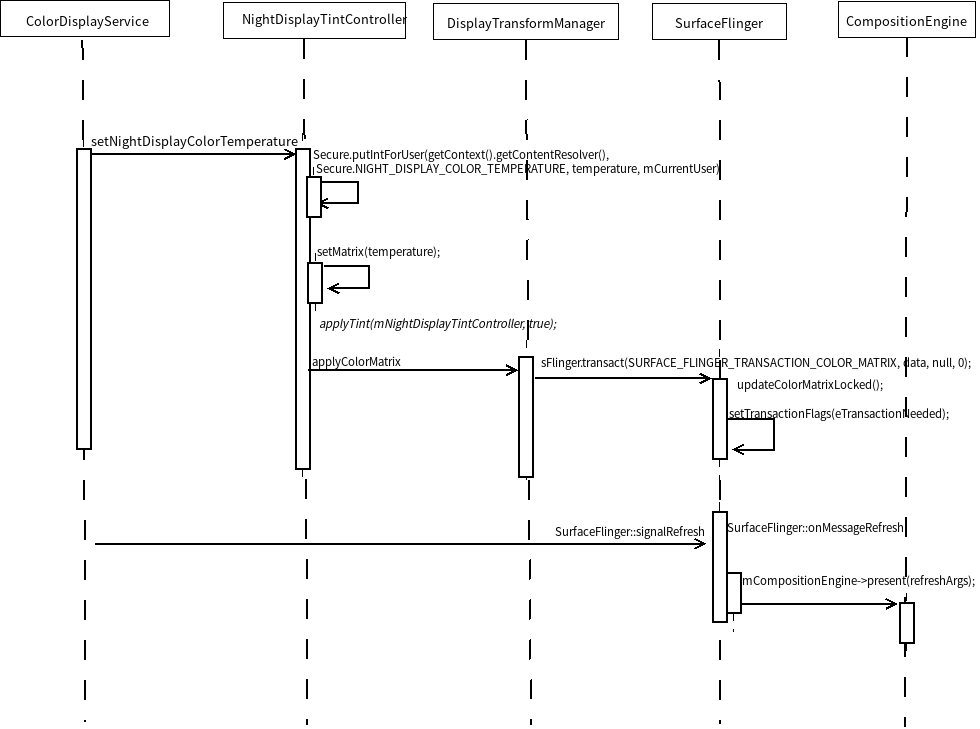 ColorDisplayService
NightDisplayTintController
DisplayTransformManager
SurfaceFlinger
CompositionEngine
setNightDisplayColorTemperature
Secure.putIntForUser(getContext().getContentResolver(),
Secure.NIGHT_DISPLAY_COLOR_TEMPERATURE, temperature, mCurrentUser)
setMatrix(temperature);
applyTint(mNightDisplayTintController, true);
applyColorMatrix
sFlinger.transact(SURFACE_FLINGER_TRANSACTION_COLOR_MATRIX, data, null, 0);
updateColorMatrixLocked();
setTransactionFlags(eTransactionNeeded);
SurfaceFlinger::signalRefresh
SurfaceFlinger::onMessageRefresh
mCompositionEngine->present(refreshArgs);